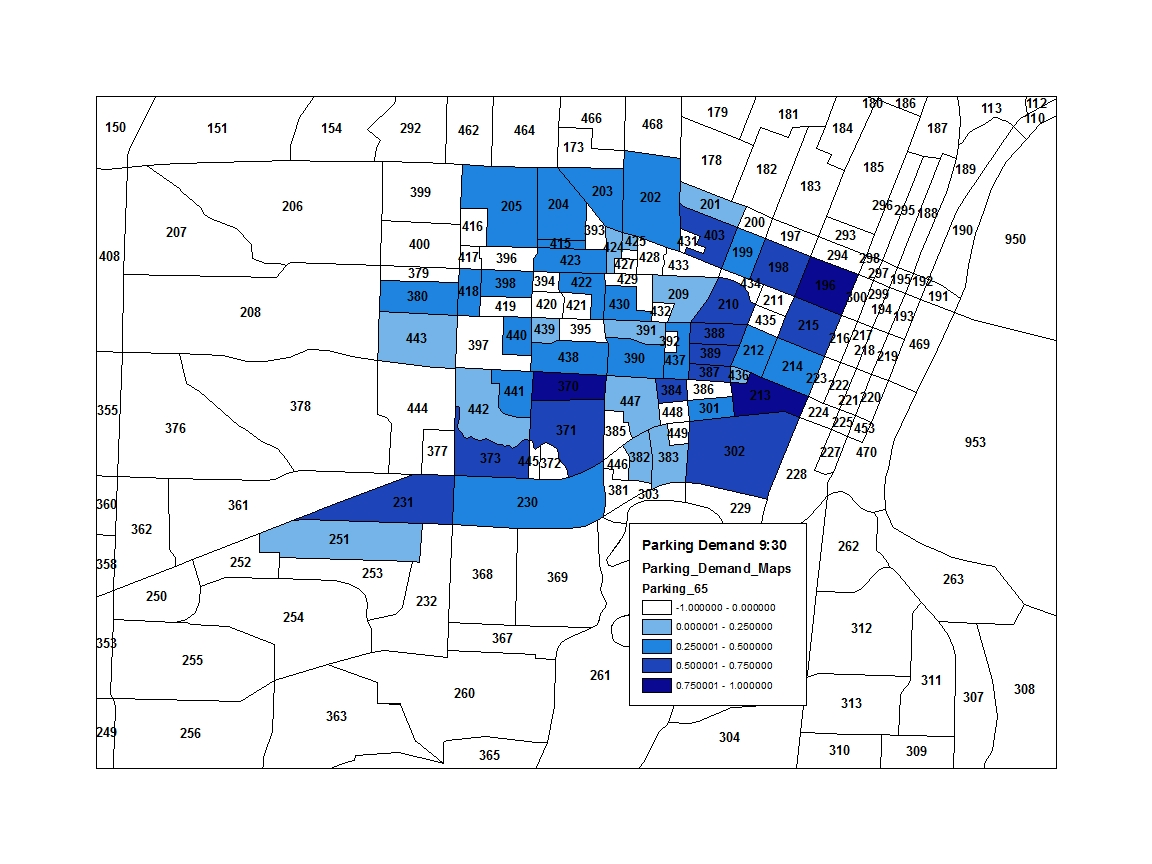 180 186 112
113
110
179 181
466
150 151 154 292 462 464 468 184 187
173
178
182 185 189
183
399
206 205 204 203 202 201 296 295 188
207 416 393 200 190
400 415 424 425 431 403 197 293 950
408 417 396 423 427 428 433 199 198 294 298
379 429 434 297 195 192
380 418 398 394 422 209 196 300 299 191
208 419 420 421 430 432 210 211 194 193
439 395 391 388 435 215
443 397 440 392 216 217 469
438 390 437 389 212 218 219
387 436 214 223 222
370 384 386 213
355 378 444 442 441 447 448 301 224 221 220
376 371 385 449 225 453
377 373 445 372 446 382 383 302 227 470
228
360 361 231 230 381 303 229
362
251 Parking Demand 9:30 262
358 252 253 368 369 Parking_Demand_Maps 263
Parking_65
250 232 -1.000000 - 0.000000
254 0.000001 - 0.250000 312
353 367 0.250001 - 0.500000
255 0.500001 - 0.750000
261 311
260 0.750001 - 1.000000 307 308
363 313
249 256 304
365 310 309
953